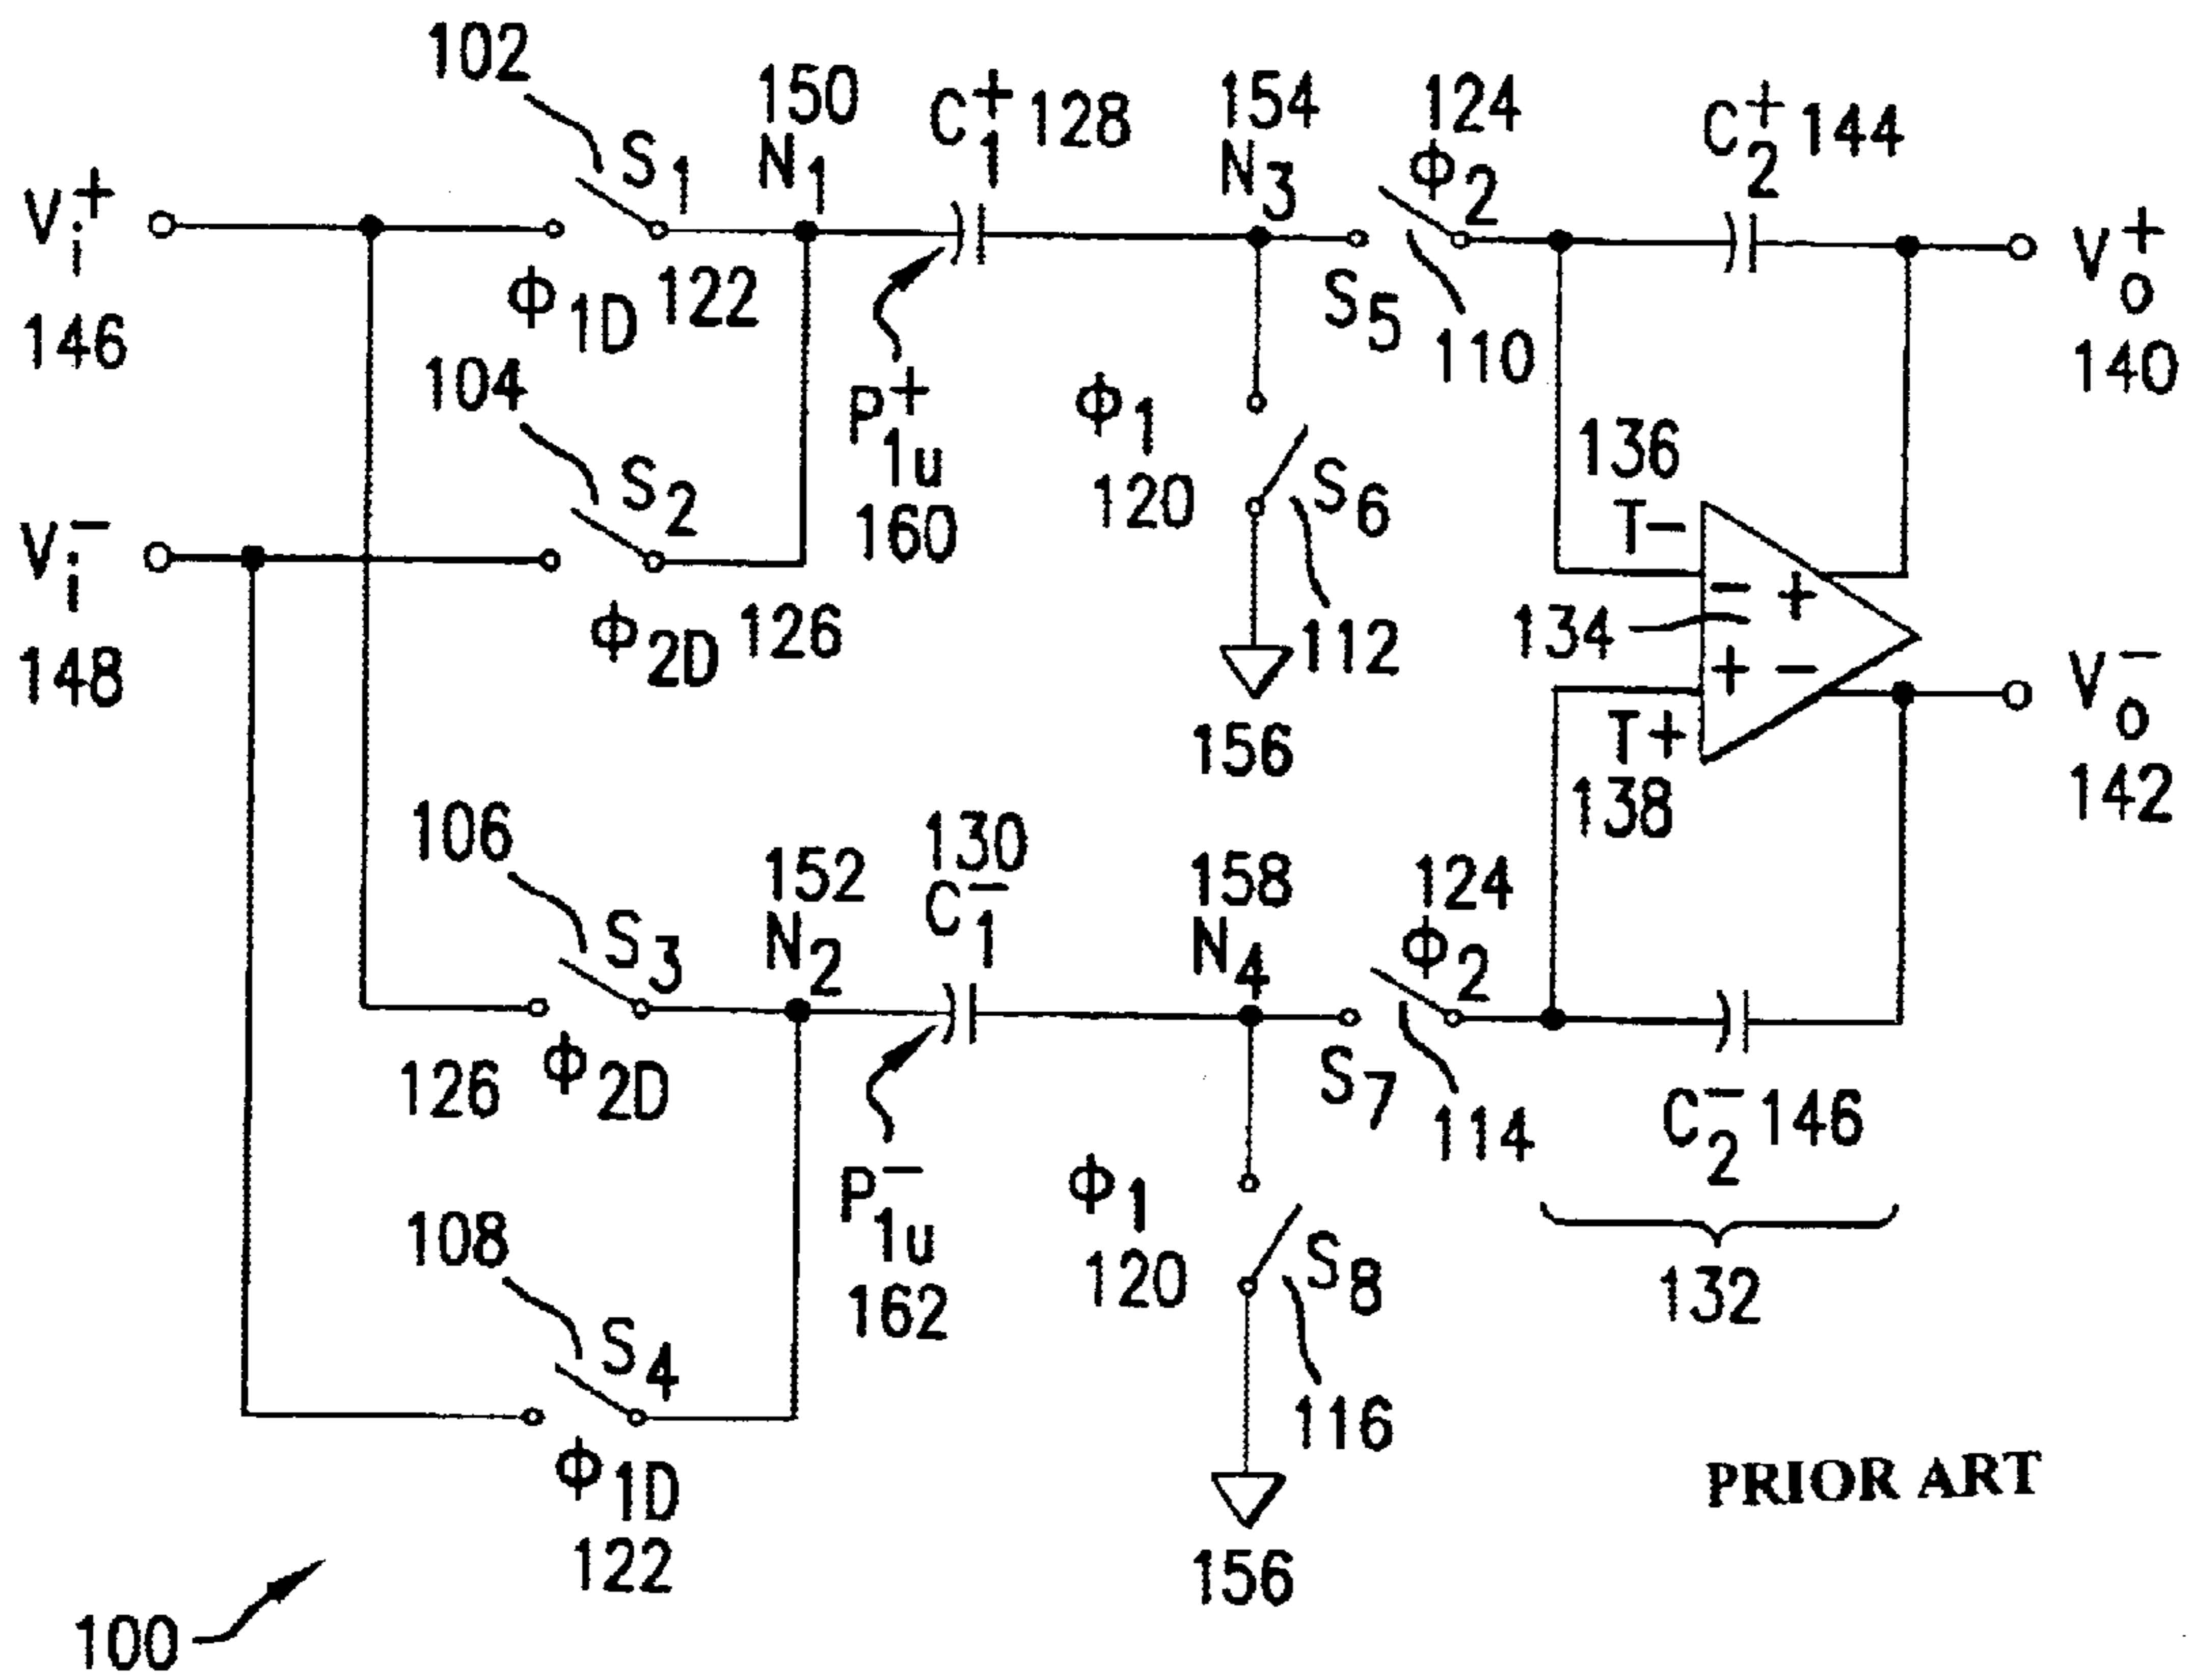 102
S1
150
N1
C1+ 128
154
N3
124
Φ2
C2+ 144
Vi+
146
Φ1D 122
S5
110
Vo+
140
104
S2
P1u+
160
Φ1
120
S6
112
156
136
T-
- +
134
+ -
T+
138
Vi-
148
Φ2D 126
Vo-
142
106
S3
152
N2
130
C1-
158
N4
124
Φ2
126 Φ2D
S7
114
C2- 146
132
108
S4
P1u-
162
Φ1
120
S8
116
156
Φ1D
122
PRIOR ART
100